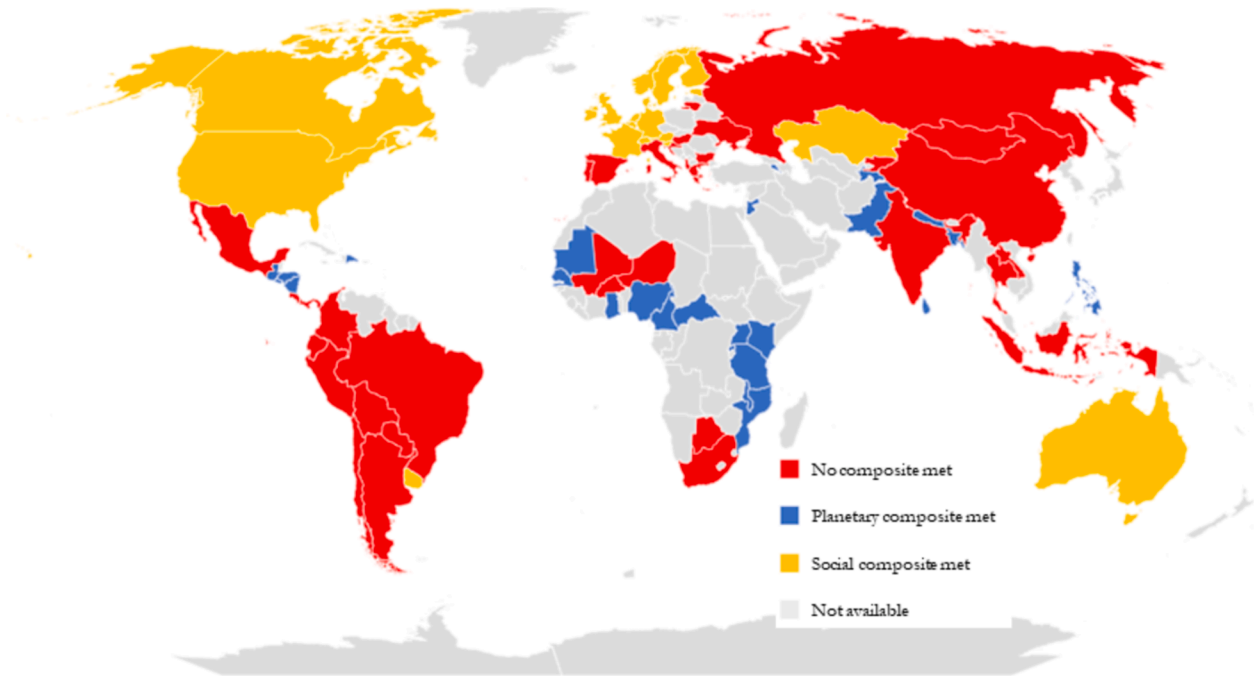 No composite met
Planetary composite met
Social composite met
Not available